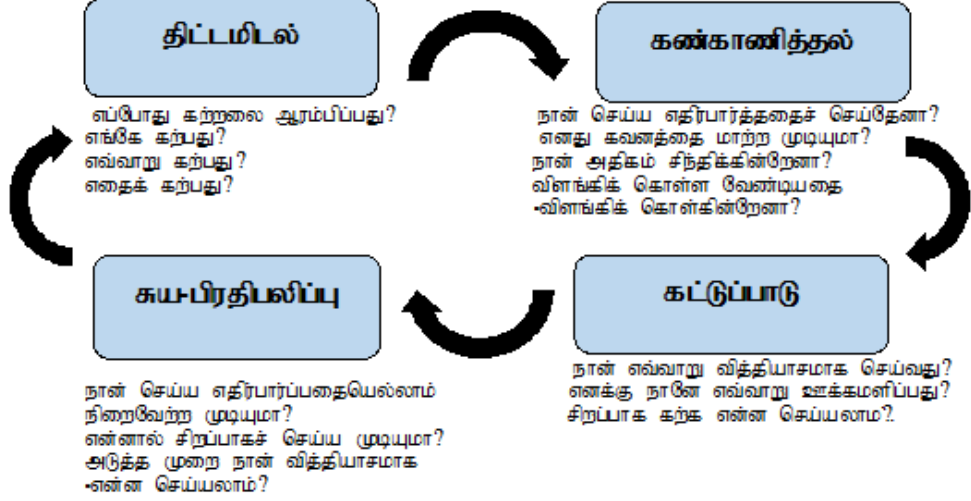 திட்டமிடல்
எப்போது கற்றலை ஆரம்பிப்பது?
எங்கே கற்பது?
எவ்வாறு கற்பது?
எதைக் கற்பது?
கண்காணித்தல்
நான் செய்ய எதிர்பார்த்ததைச் செய்தேனா?
எனது கவனத்தை மாற்ற முடியுமா?
நான் அதிகம் சிந்திக்கின்றேனா?
விளங்கிக் கொள்ள வேண்டியதை
-விளங்கிக் கொள்கின்றேனா?
கட்டுப்பாடு
நான் எவ்வாறு வித்தியாசமாக செய்வது?
எனக்கு நானே எவ்வாறு ஊக்கமளிப்பது?
சிறப்பாக கற்க என்ன செய்யலாம?.
சுய-பிரதிபலிப்பு
நான் செய்ய எதிர்பார்ப்பதையெல்லாம்
நிறைவேற்ற முடியுமா?
என்னால் சிறப்பாகச் செய்ய முடியுமா?
அடுத்த முறை நான் வித்தியாசமாக
-என்ன செய்யலாம்?